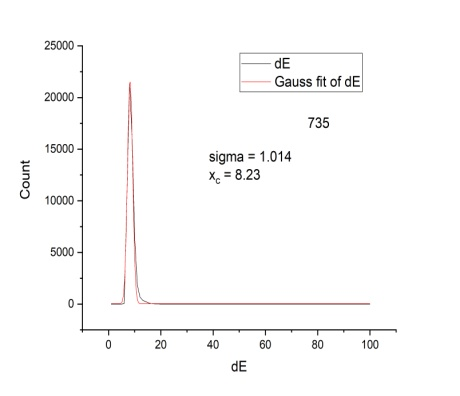 25000
20000
15000
10000
5000
0
Count
dE
Gauss fit of dE
735
sigma = 1.014
xc = 8.23
0 20 40 60 80 100
dE